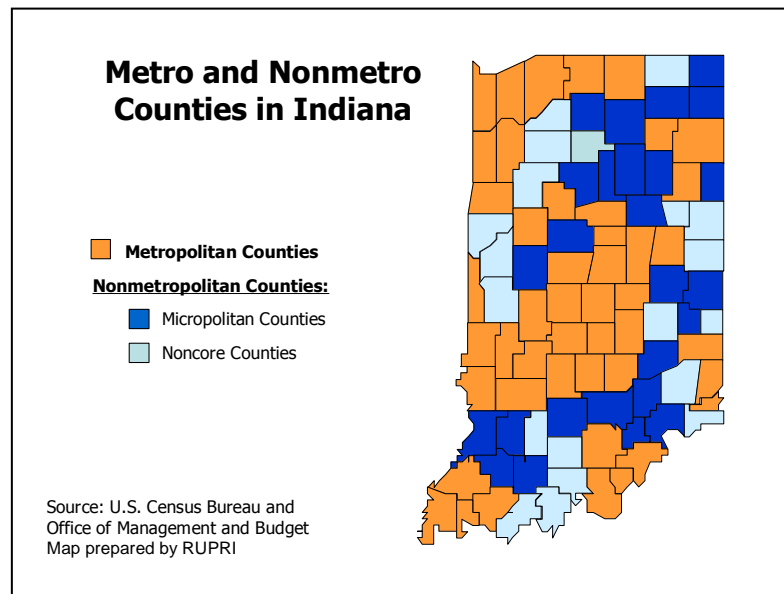 Metro and Nonmetro
Counties in Indiana
Metropolitan Counties
Nonmetropolitan Counties:
Micropolitan Counties
Noncore Counties
Source: U.S. Census Bureau and
Office of Management and Budget
Map prepared by RUPRI